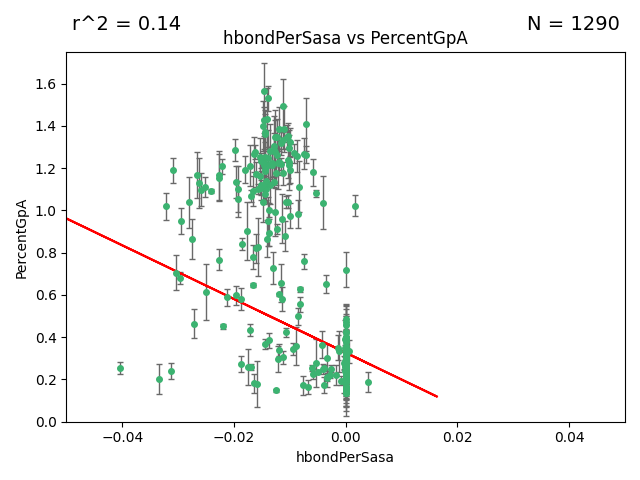 r^2 = 0.14
N = 1290
hbondPerSasa vs PercentGpA
PercentGpA
1.6
1.4
1.2
1.0
0.8
0.6
0.4
0.2
0.0
−0.04 −0.02 0.00 0.02 0.04
hbondPerSasa